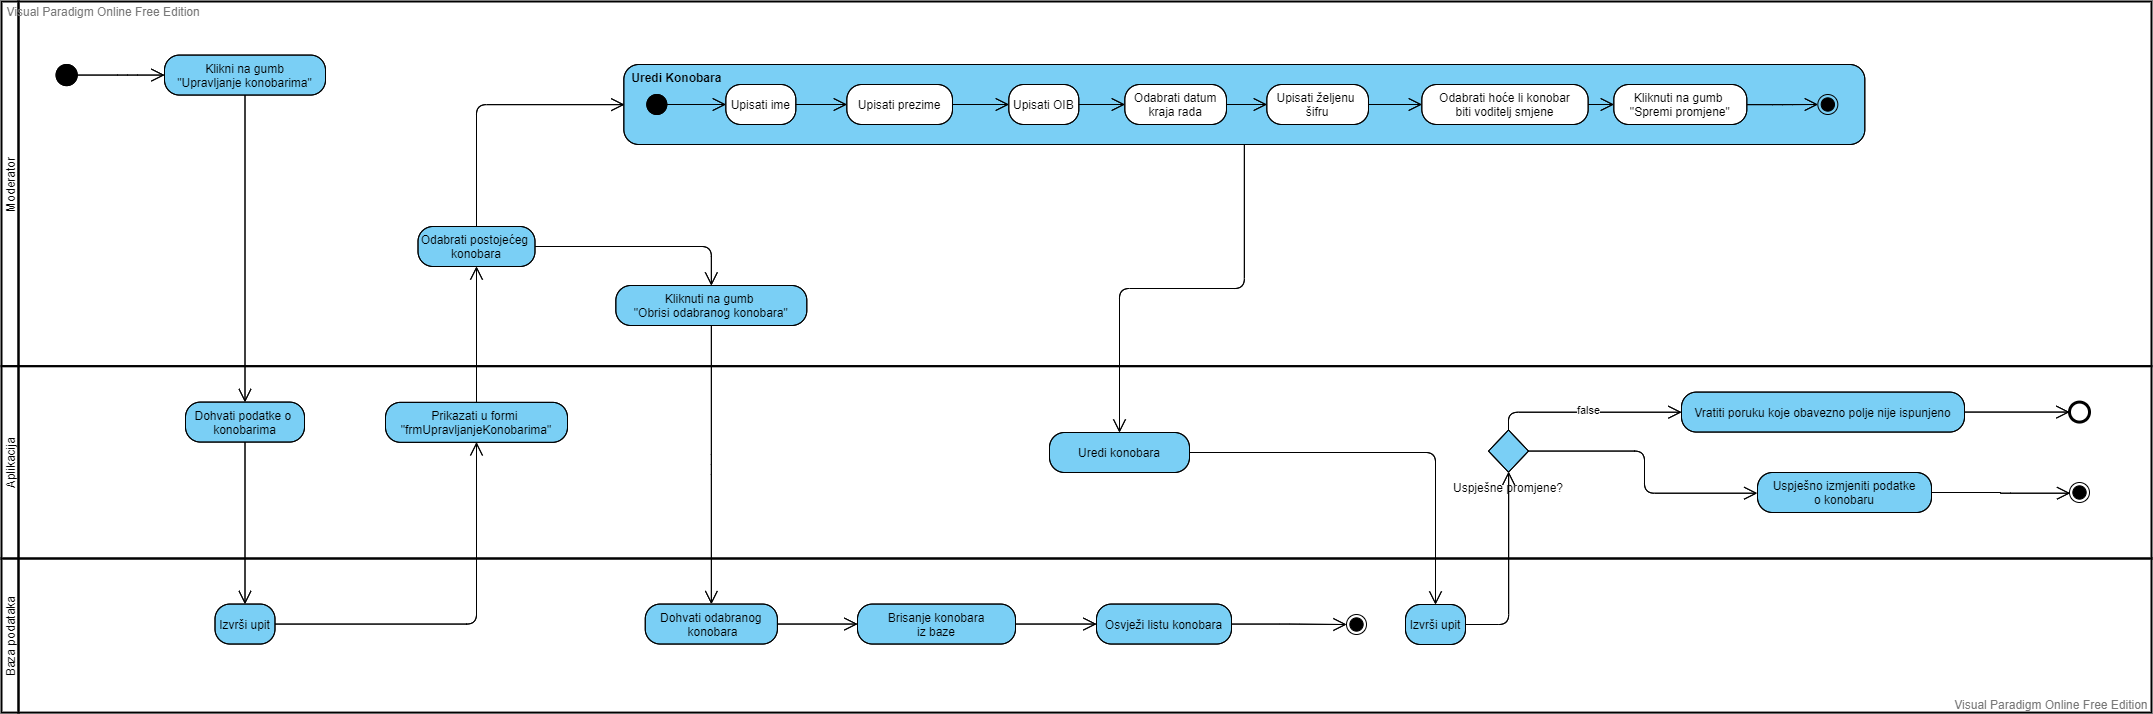 Visual Paradigm Online Free Edition
Moderator
Klikni na gumb
"Upravljanje konobarima"
Uredi Konobara
Upisati ime
Upisati prezime
Upisati OIB
Odabrati datum
kraja rada
Upisati željenu
šifru
Odabrati hoće li konobar
biti voditelj smjene
Kliknuti na gumb
"Spremi promjene"
Odabrati postojećeg
konobara
Kliknuti na gumb
"Obrisi odabranog konobara"
Aplikacija
Dohvati podatke o
konobarima
Prikazati u formi
"frmUpravljanjeKonobarima"
Uredi konobara
Uspješne promjene?
false
Vratiti poruku koje obavezno polje nije ispunjeno
Uspješno izmjeniti podatke
o konobaru
Baza podataka
Izvrši upit
Dohvati odabranog
konobara
Brisanje konobara
iz baze
Osvježi listu konobara
Izvrši upit
Visual Paradigm Online Free Edition